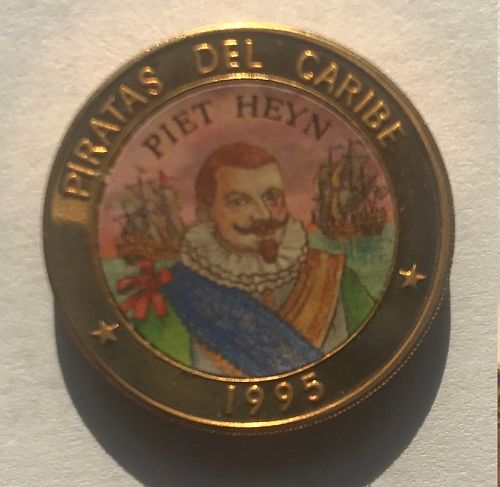 PIRATAS DEL CARIBE
PIET HEYN
1995